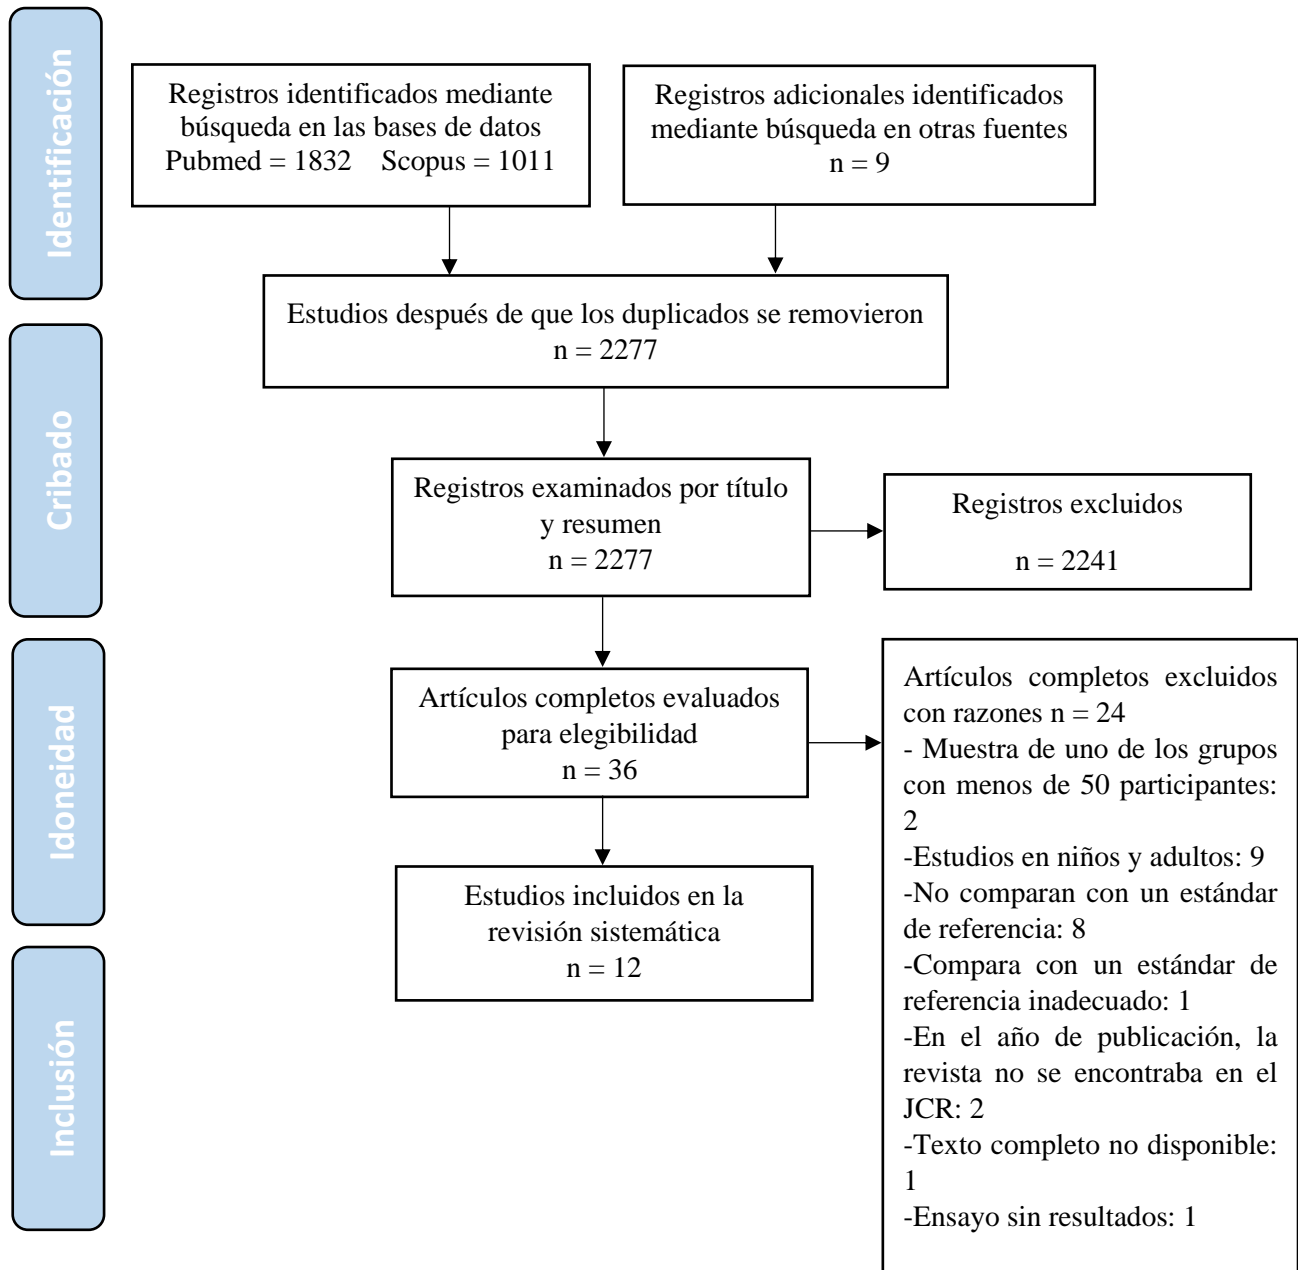 Identificación
Registros identificados mediante
búsqueda en las bases de datos
Pubmed = 1832    Scopus = 1011
Registros adicionales identificados
mediante búsqueda en otras fuentes
n = 9
Estudios después de que los duplicados se removieron
n = 2277
Cribado
Registros examinados por título
y resumen
n = 2277
Registros excluidos
n = 2241
Idoneidad
Artículos completos evaluados
para elegibilidad
n = 36
Artículos completos excluidos
con razones n = 24
- Muestra de uno de los grupos
con menos de 50 participantes:
2
-Estudios en niños y adultos: 9
-No comparan con un estándar
de referencia: 8
-Compara con un estándar de
referencia inadecuado: 1
-En el año de publicación, la
revista no se encontraba en el
JCR: 2
-Texto completo no disponible:
1
-Ensayo sin resultados: 1
Inclusión
Estudios incluidos en la
revisión sistemática
n = 12